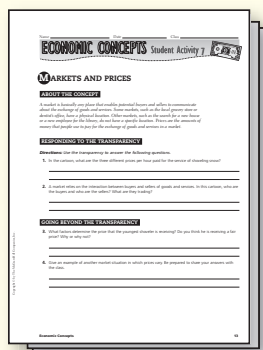 Name Date Class
ECONOMIC CONCEPTS Student Activity 7
MARKETS AND PRICES
ABOUT THE CONCEPT
A market is basically any place that enables potential buyers and sellers to communicate
about the exchange of goods and services. Some markets, such as the local grocery store or
dentist's office, have a physical location. Other markets, such as the search for a new house
or a new employee for the library, do not have a specific location. Prices are the amounts of
money that people use to pay for the exchange of goods and services in a market.
RESPONDING TO THE TRANSPARENCY
Directions: Use the transparency to answer the following questions.
1. In the cartoon, what are the three different prices per hour paid for the service of shoveling snow?
2. A market relies on the interaction between buyers and sellers of goods and services. In this cartoon, who are
the buyers and who are the sellers? What are they trading?
GOING BEYOND THE TRANSPARENCY
3. What factors determine the price that the youngest shoveler is receiving? Do you think he is receiving a fair
price? Why or why not?
4. Give an example of another market situation in which prices vary. Be prepared to share your answers with
the class.
Economic Concepts